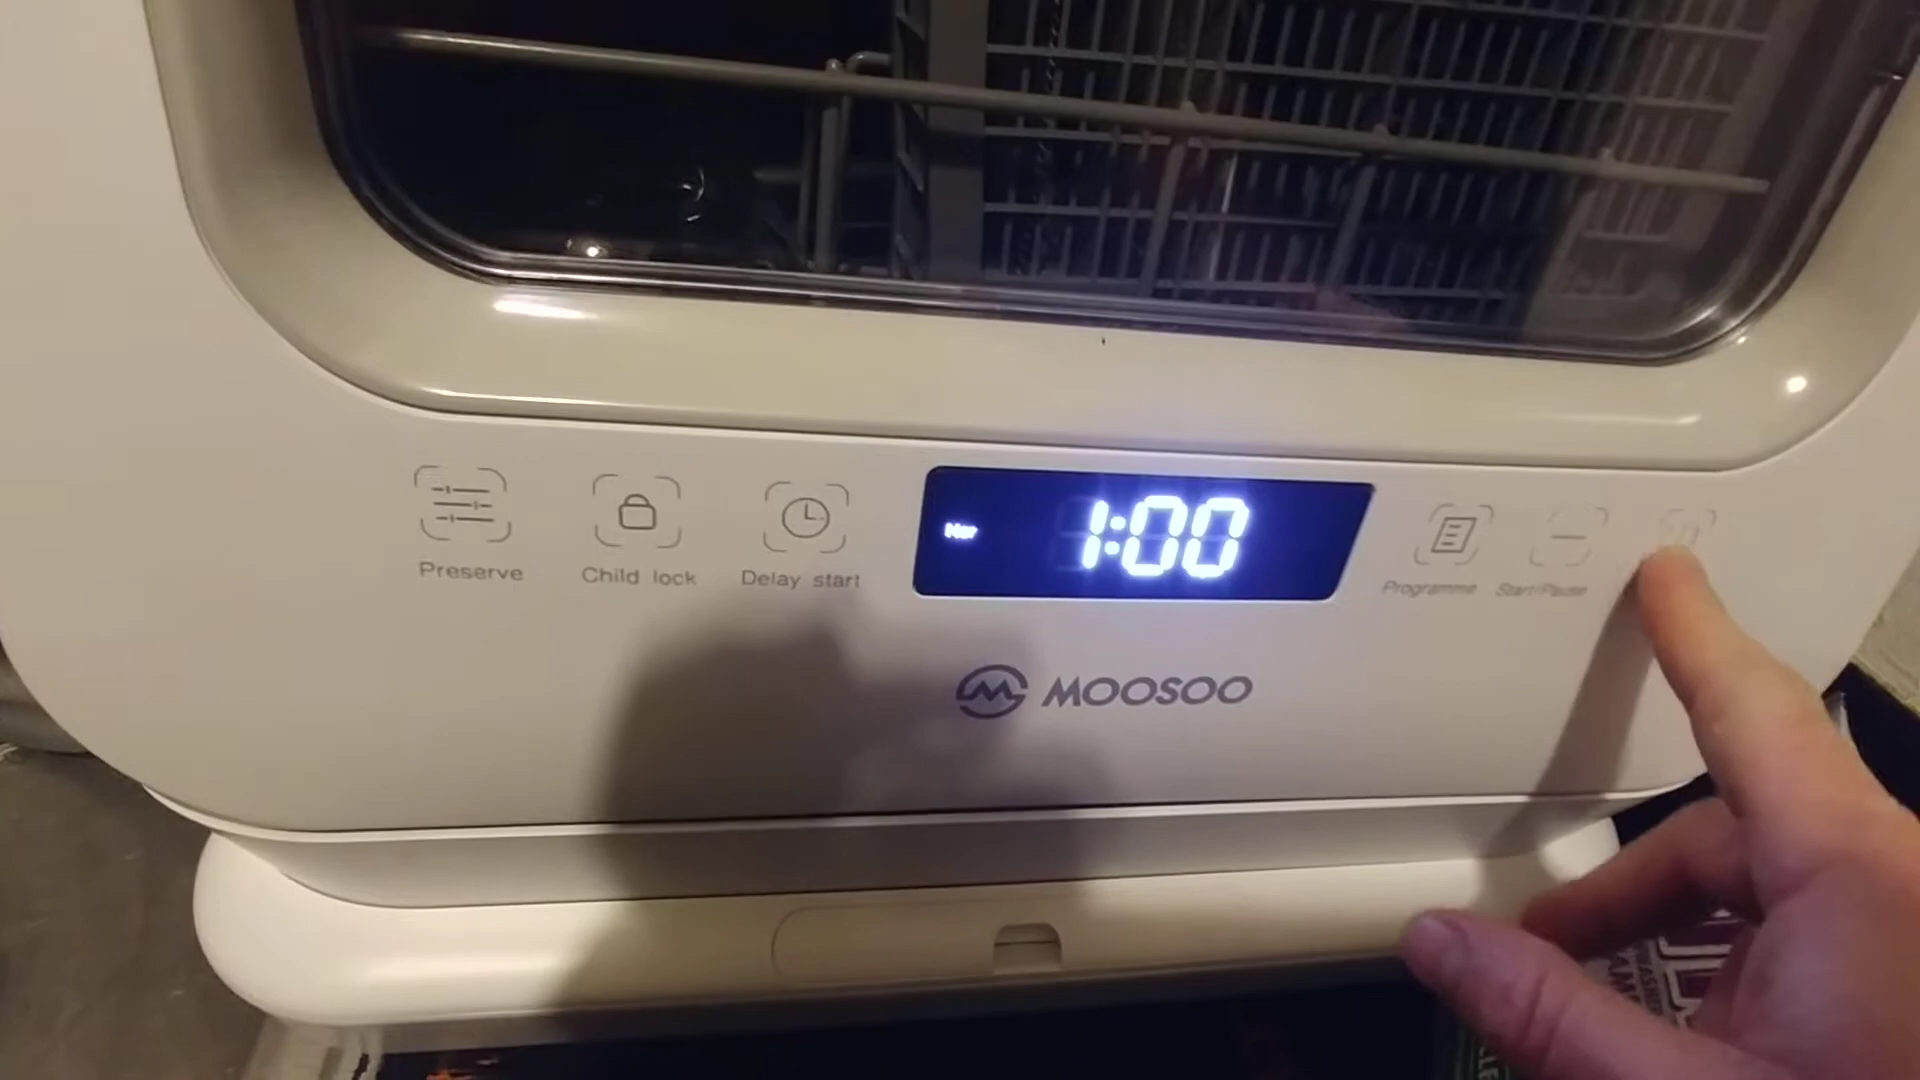 Preserve
Child lock
Delay start
1:00
Programme
Start/Pause
MOOSOO